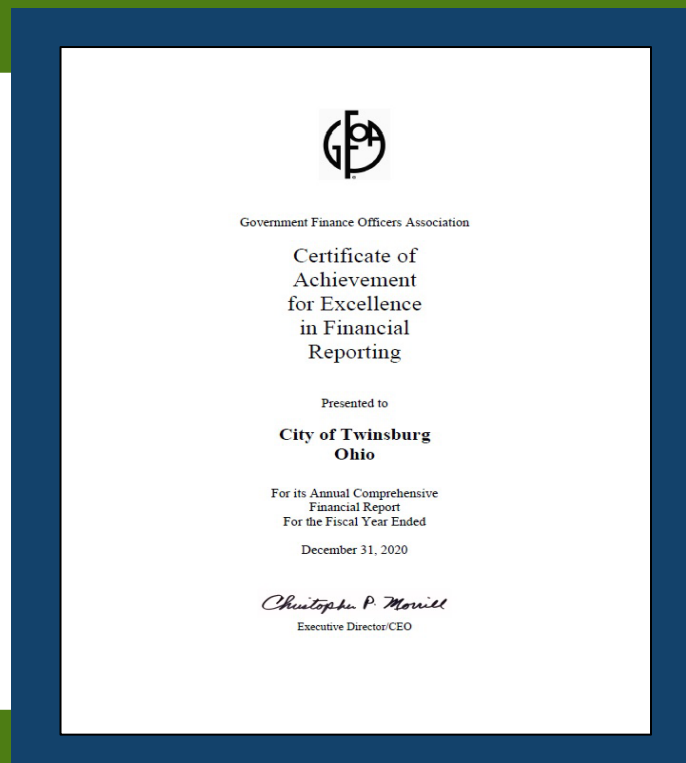 GFOA
Government Finance Officers Association
Certificate of
Achievement
for Excellence
in Financial
Reporting
Presented to
City of Twinsburg
Ohio
For its Annual Comprehensive
Financial Report
For the Fiscal Year Ended
December 31, 2020
Christopher P. Morrill
Executive Director/CEO